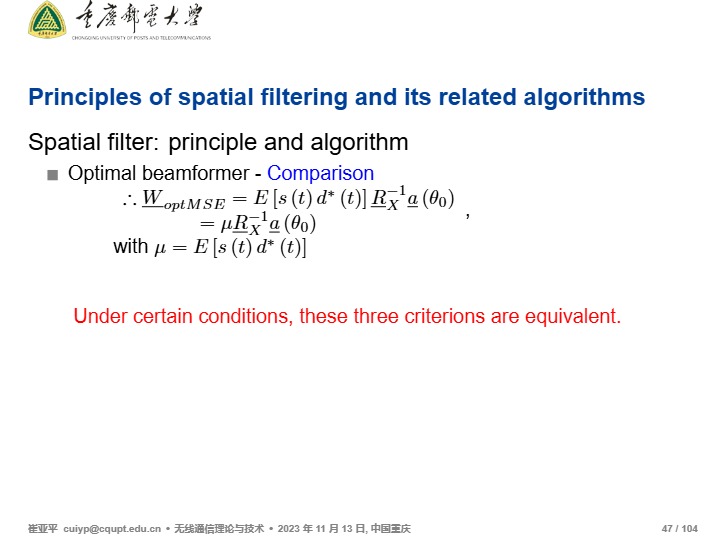 重庆邮电大学
CHONGQING UNIVERSITY OF POSTS AND TELECOMMUNICATIONS
Principles of spatial filtering and its related algorithms
Spatial filter: principle and algorithm
Optimal beamformer - Comparison
∴ W_{optMSE} = E [s (t) d* (t)] R_X^{-1} a (θ_0)
= μR_X^{-1} a (θ_0) ,
with μ = E [s (t) d* (t)]
Under certain conditions, these three criterions are equivalent.
崔亚平 cuiyp@cqupt.edu.cn • 无线通信理论与技术 • 2023 年 11 月 13 日, 中国重庆 47 / 104